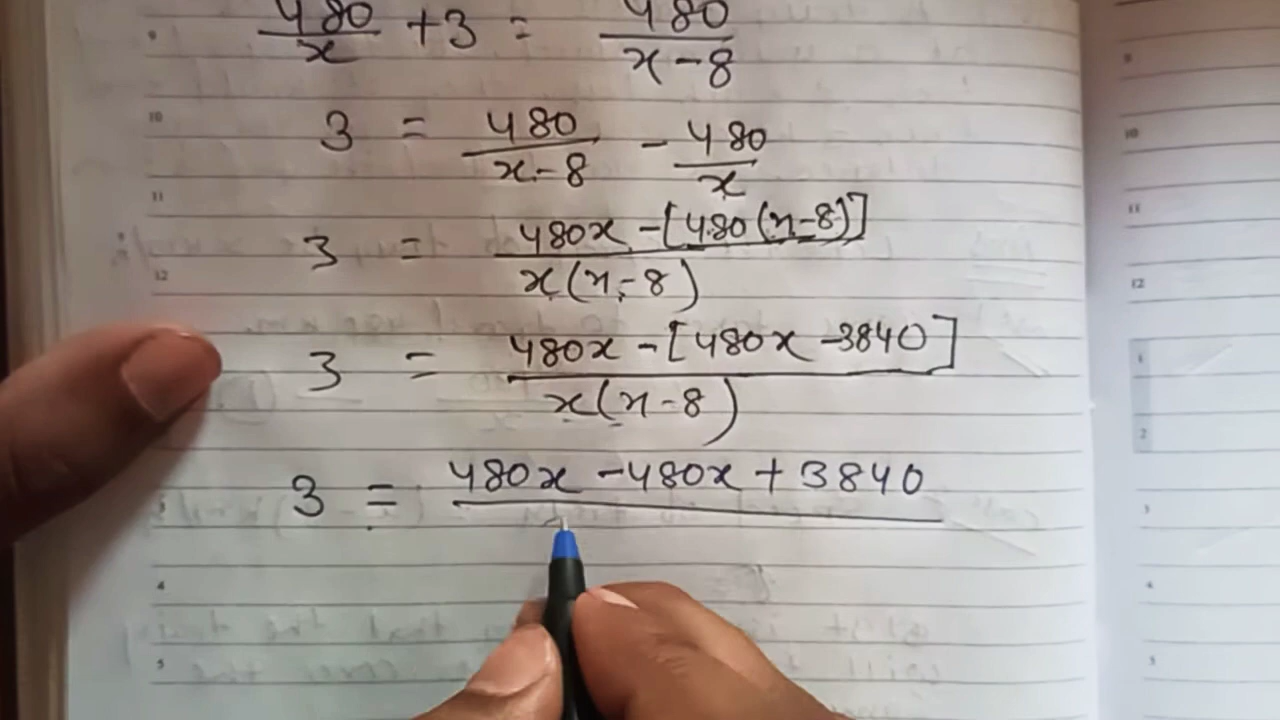 480/x + 3 = 480/x-8
3 = 480/x-8 - 480/x
3 = 480x -[480(x-8)]/x(x-8)
3 = 480x -[480x -3840]/x(x-8)
3 = 480x -480x + 3840